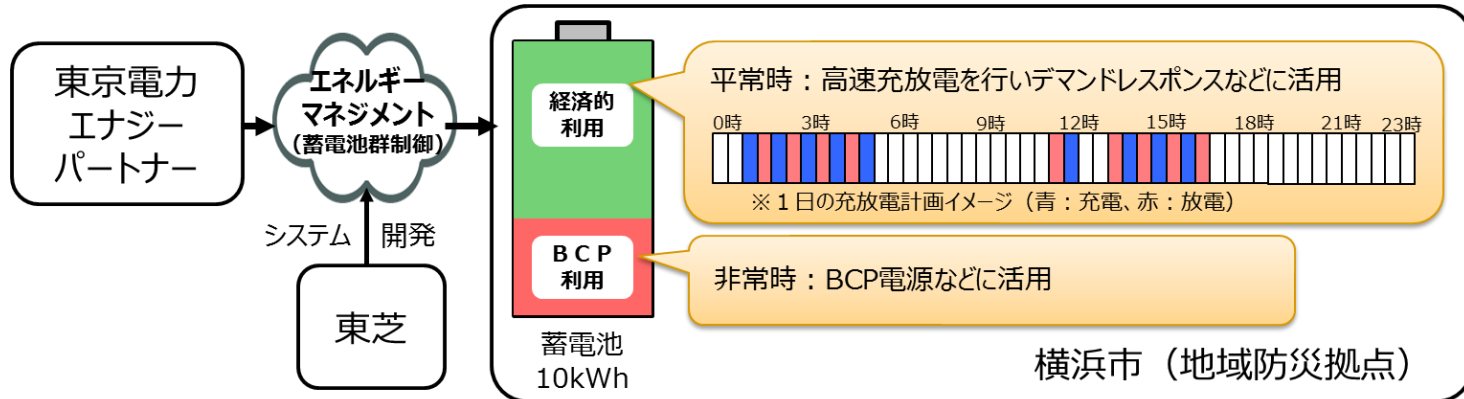 東京電力
エナジー
パートナー
エネルギー
マネジメント
（蓄電池群制御）
システム 開発
東芝
経済的
利用
ＢＣＰ
利用
蓄電池
10kWh
平常時：高速充放電を行いデマンドレスポンスなどに活用
0時 3時 6時 9時 12時 15時 18時 21時 23時
※１日の充放電計画イメージ（青：充電、赤：放電）
非常時：BCP電源などに活用
横浜市（地域防災拠点）